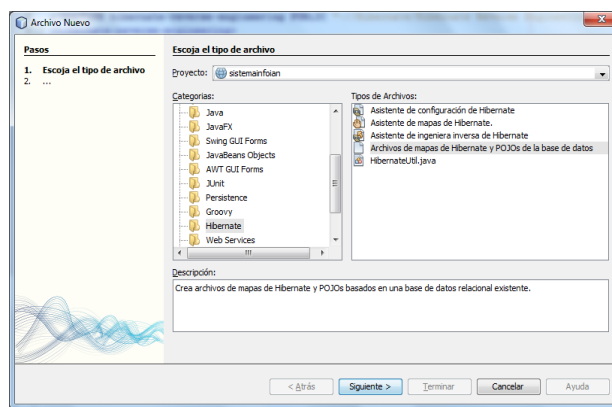 Archivo Nuevo
Pasos
1. Escoja el tipo de archivo
2. ...
Escoja el tipo de archivo
Proyecto: sistemainfoian
Categorias:
Java
JavaFX
Swing GUI Forms
JavaBeans Objects
AWT GUI Forms
JUnit
Persistence
Groovy
Hibernate
Web Services
Tipos de Archivos:
Asistente de configuración de Hibernate
Asistente de mapas de Hibernate.
Asistente de ingeniera inversa de Hibernate
Archivos de mapas de Hibernate y POJOs de la base de datos
HibernateUtil.java
Descripción:
Crea archivos de mapas de Hibernate y POJOs basados en una base de datos relacional existente.
< Atrás
Siguiente >
Terminar
Cancelar
Ayuda